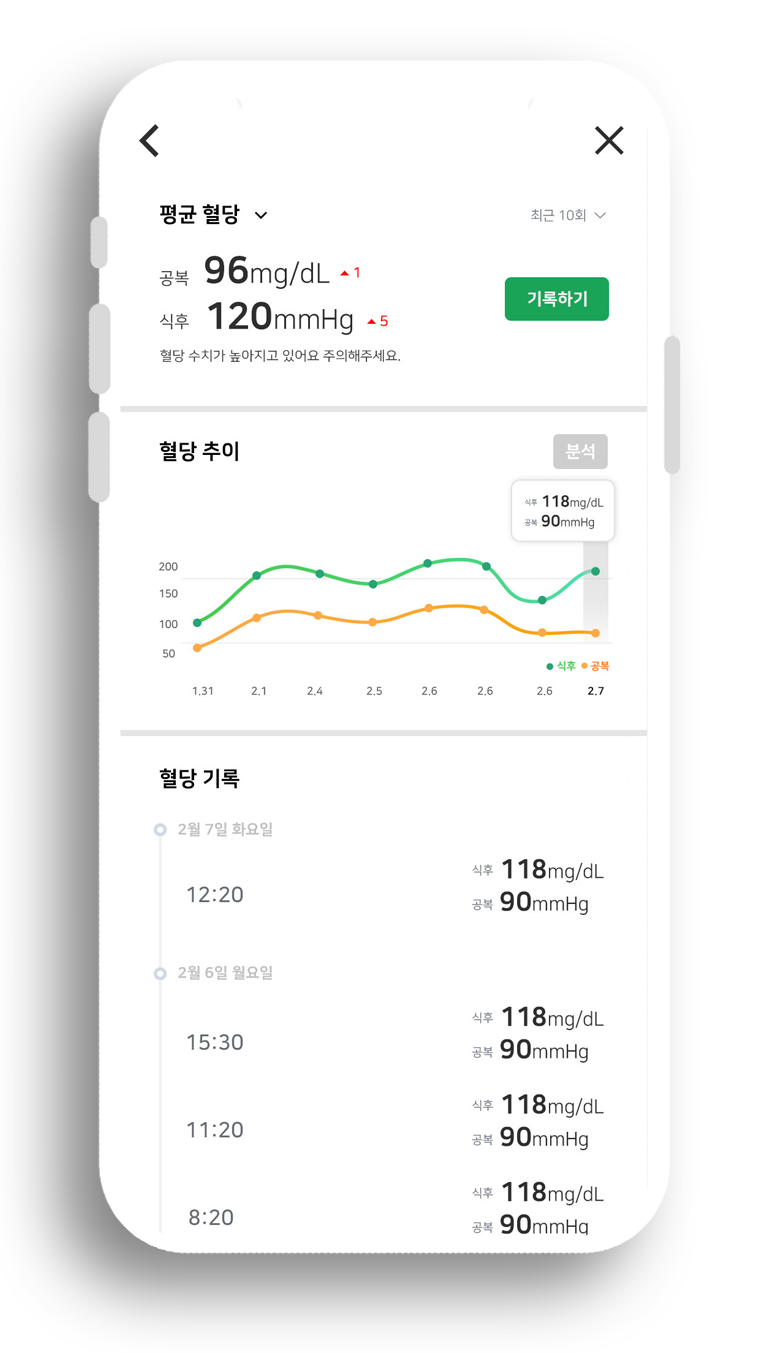 평균 혈당
최근 10회
공복 96mg/dL ▲ 1
식후 120mmHg ▲ 5
기록하기
혈당 수치가 높아지고 있어요 주의해주세요.
혈당 추이
분석
식후 118mg/dL
공복 90mmHg
200
150
100
50
식후 공복
1.31 2.1 2.4 2.5 2.6 2.6 2.6 2.7
혈당 기록
2월 7일 화요일
식후 118mg/dL
12:20
공복 90mmHg
2월 6일 월요일
식후 118mg/dL
15:30
공복 90mmHg
식후 118mg/dL
11:20
공복 90mmHg
식후 118mg/dL
8:20
공복 90mmHg